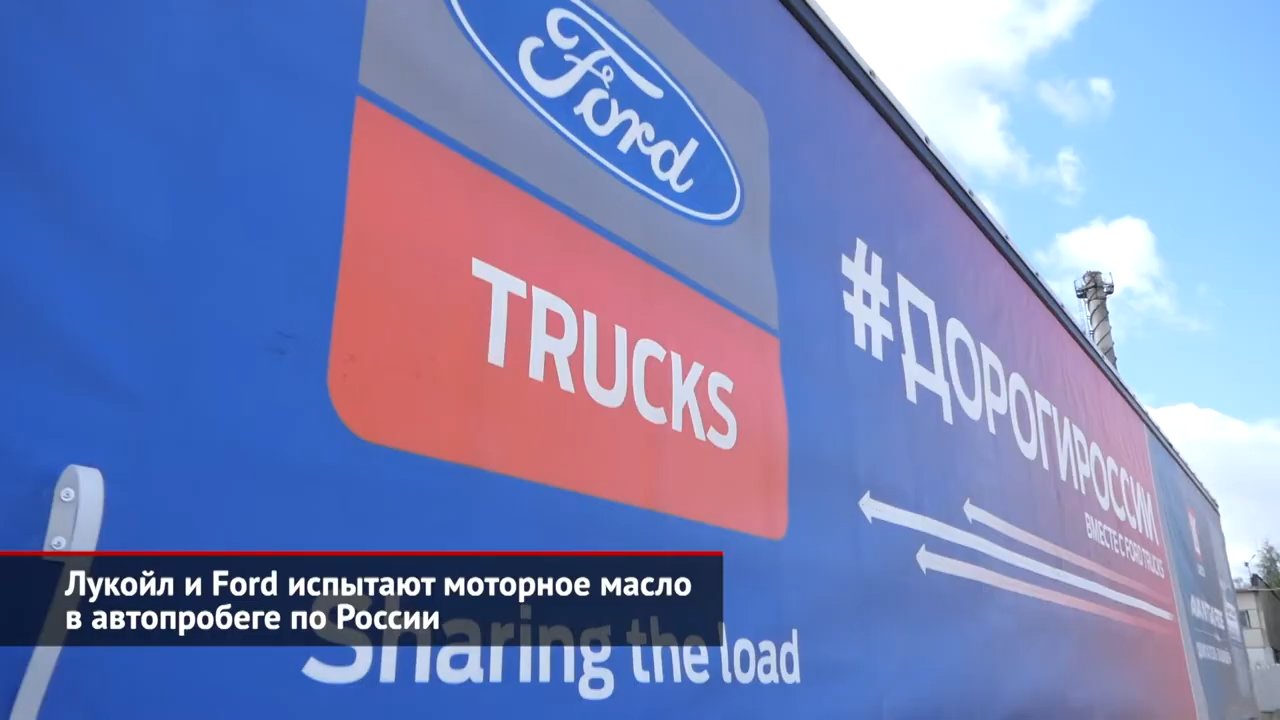 Ford
TRUCKS
#ДОРОГИРОССИИ
ВМЕСТЕ С FORD TRUCKS
Лукойл и Ford испытают моторное масло
в автопробеге по России
Sharing the load